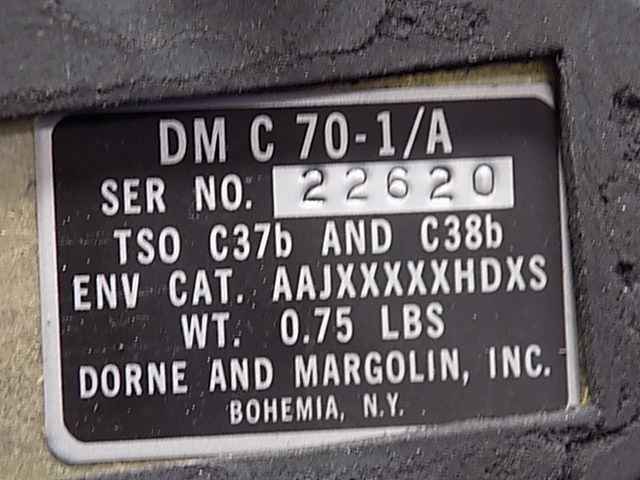 DM C 70-1/A
SER NO. 22620
TSO C37b AND C38b
ENV CAT. AAJXXXXXHDXS
WT. 0.75 LBS
DORNE AND MARGOLIN, INC.
BOHEMIA, N.Y.